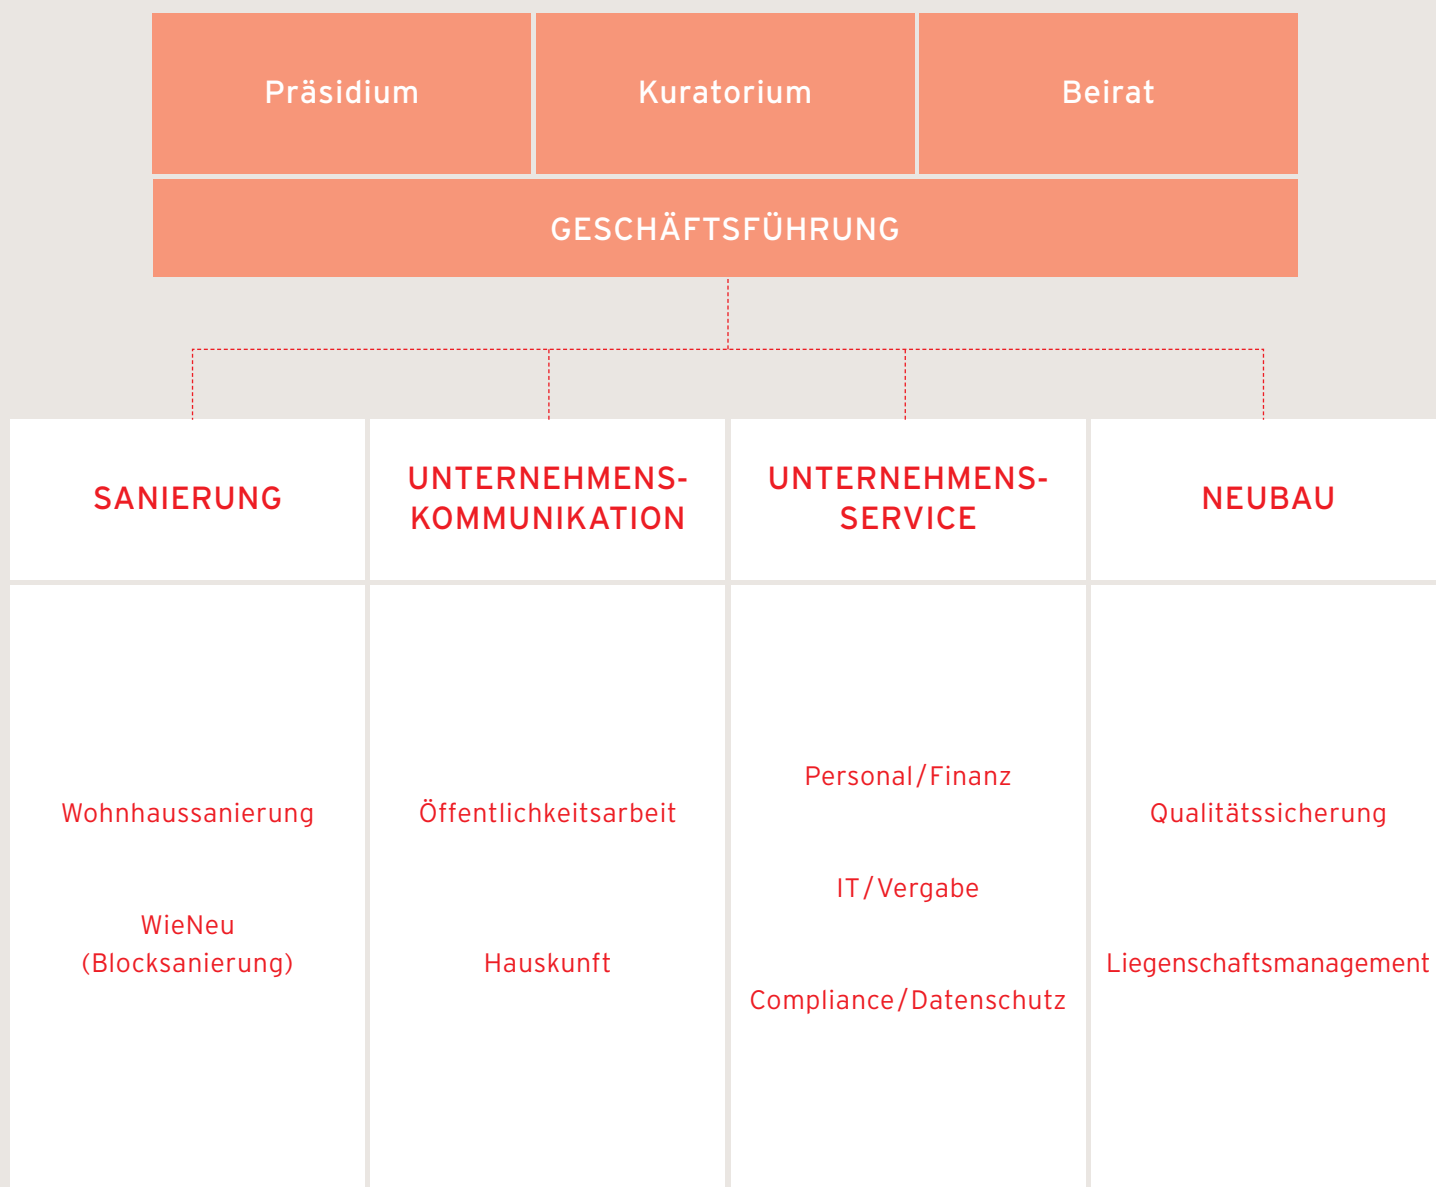 Präsidium
Kuratorium
Beirat
GESCHÄFTSFÜHRUNG
SANIERUNG
UNTERNEHMENS-
KOMMUNIKATION
UNTERNEHMENS-
SERVICE
NEUBAU
Wohnhaussanierung
WieNeu
(Blocksanierung)
Öffentlichkeitsarbeit
Hauskunft
Personal/Finanz
IT/Vergabe
Compliance/Datenschutz
Qualitätssicherung
Liegenschaftsmanagement